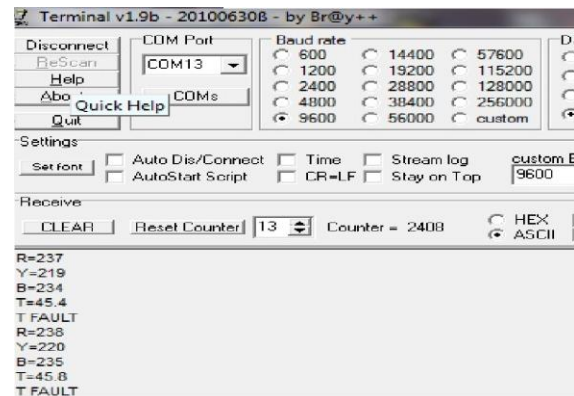 Terminal v1.9b - 20100630ß - by Br@y++
Disconnect
ReScan
Help
Quick Help
Quit
COM Port
COM13
COMs
Baud rate
600 14400 57600
1200 19200 115200
2400 28800 128000
4800 38400 256000
9600 56000 custom
D
Settings
Set font
Auto Dis/Connect Time Stream log custom B
AutoStart Script CR=LF Stay on Top 9600
Receive
CLEAR Reset Counter 13 Counter = 2408 HEX
ASCII
R=237
Y=219
B=234
T=45.4
T FAULT
R=238
Y=220
B=235
T=45.8
T FAULT